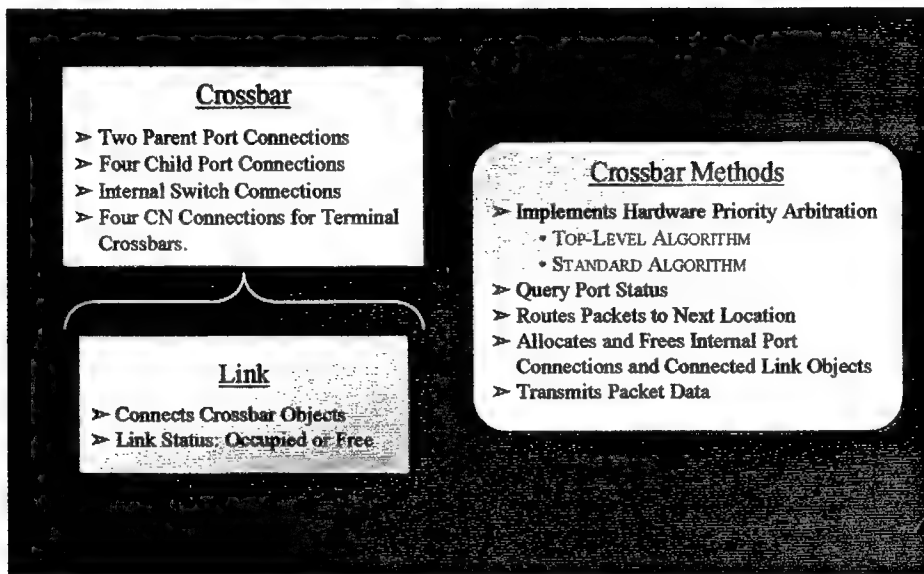 Crossbar
➢ Two Parent Port Connections
➢ Four Child Port Connections
➢ Internal Switch Connections
➢ Four CN Connections for Terminal
Crossbars.
Link
➢ Connects Crossbar Objects
➢ Link Status: Occupied or Free
Crossbar Methods
➢ Implements Hardware Priority Arbitration
• TOP-LEVEL ALGORITHM
• STANDARD ALGORITHM
➢ Query Port Status
➢ Routes Packets to Next Location
➢ Allocates and Frees Internal Port
Connections and Connected Link Objects
➢ Transmits Packet Data